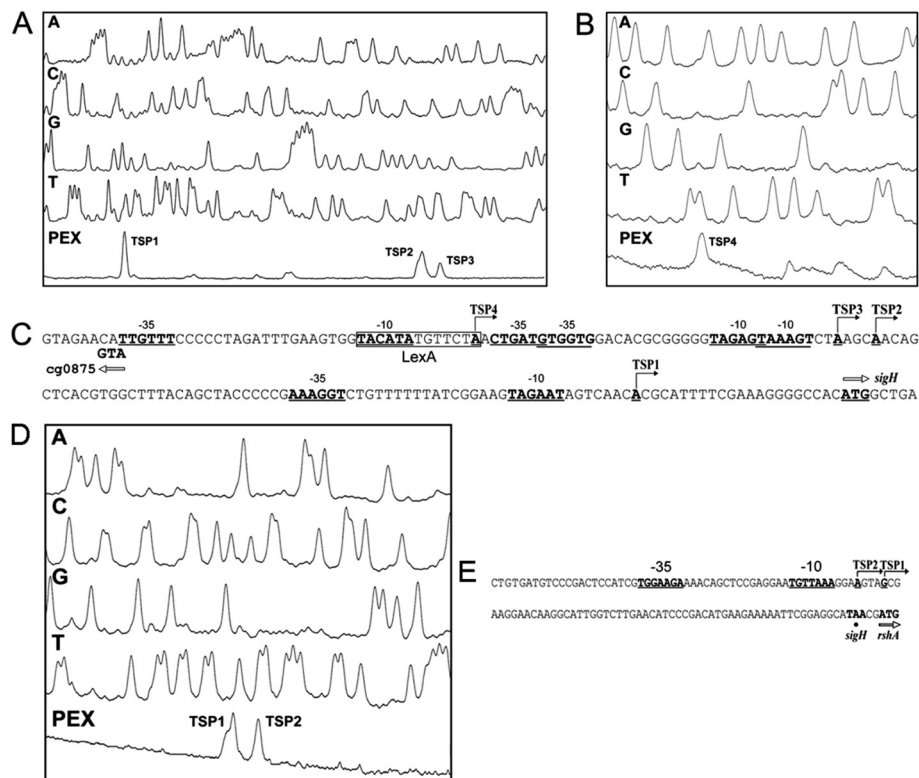 A
A
C
G
T
PEX
TSP1
TSP2
TSP3
B
A
C
G
T
PEX
TSP4
C
-35 -10 TSP4 -35 -35 -10 -10 TSP3 TSP2
GTAGAACATTGTTTCCCCCTAGATTTGAAGTGGTACATATGTTCTAACTGATGTGGTGGACACGCGGGGGTAGAGTAAAGTCTAAGCAACAG
GTA
LexA
cg0875
-35 -10 TSP1 sigH
CTCACGTGGCTTTACAGCTACCCCCGAAAGGTCTGTTTTTTATCGGAAGTAGAATAGTCAACACGCATTTTCGAAAGGGGCCACATGGCTGA
D
A
C
G
T
PEX
TSP1
TSP2
E
-35 -10 TSP2 TSP1
CTGTGATGTCCCGACTCCATCGTGGAAGAAAACAGCTCCGAGGAATGTTAAAGGAAGTAGCG
AAGGAACAAGGCATTGGTCTTGAACATCCCGACATGAAGAAAAATTCGGAGGCATAACGATG
sigH rshA